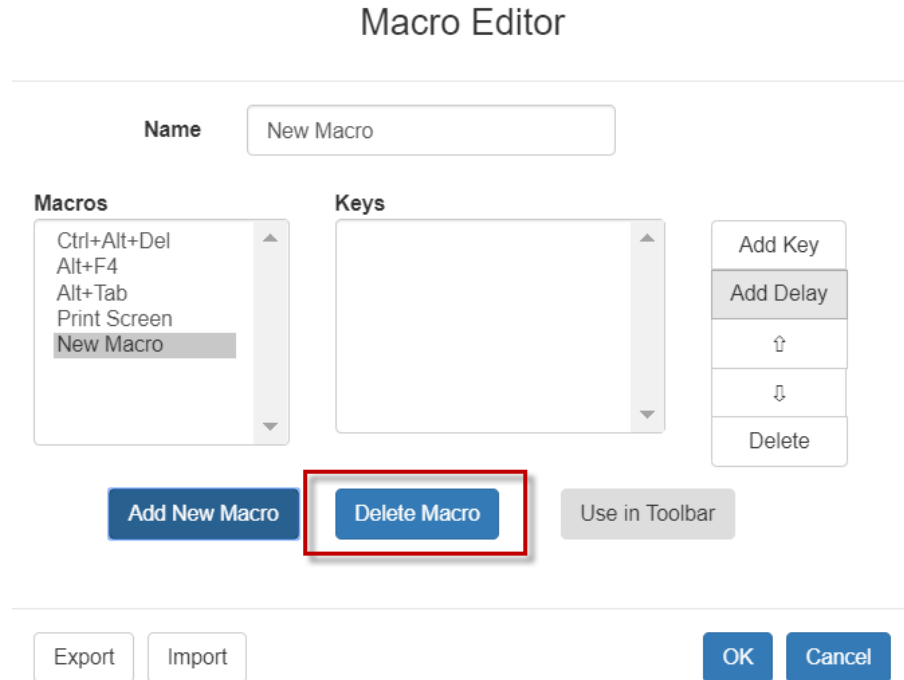 Macro Editor
Name
New Macro
Macros
Keys
Ctrl+Alt+Del
Alt+F4
Alt+Tab
Print Screen
New Macro
Add Key
Add Delay
⇧
⇩
Delete
Add New Macro
Delete Macro
Use in Toolbar
Export
Import
OK
Cancel